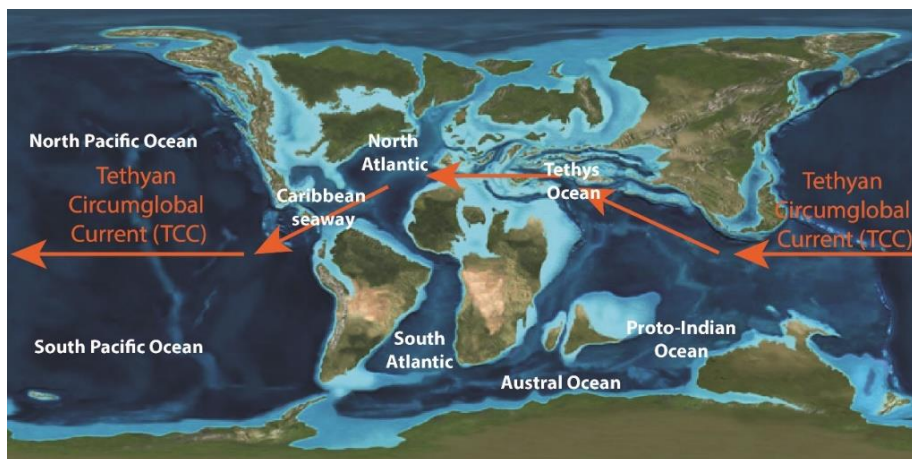 North Pacific Ocean
Tethyan
Circumglobal
Current (TCC)
South Pacific Ocean
North
Atlantic
Caribbean
seaway
Tethys
Ocean
Tethyan
Circumglobal
Current (TCC)
South
Atlantic
Proto-Indian
Ocean
Austral Ocean